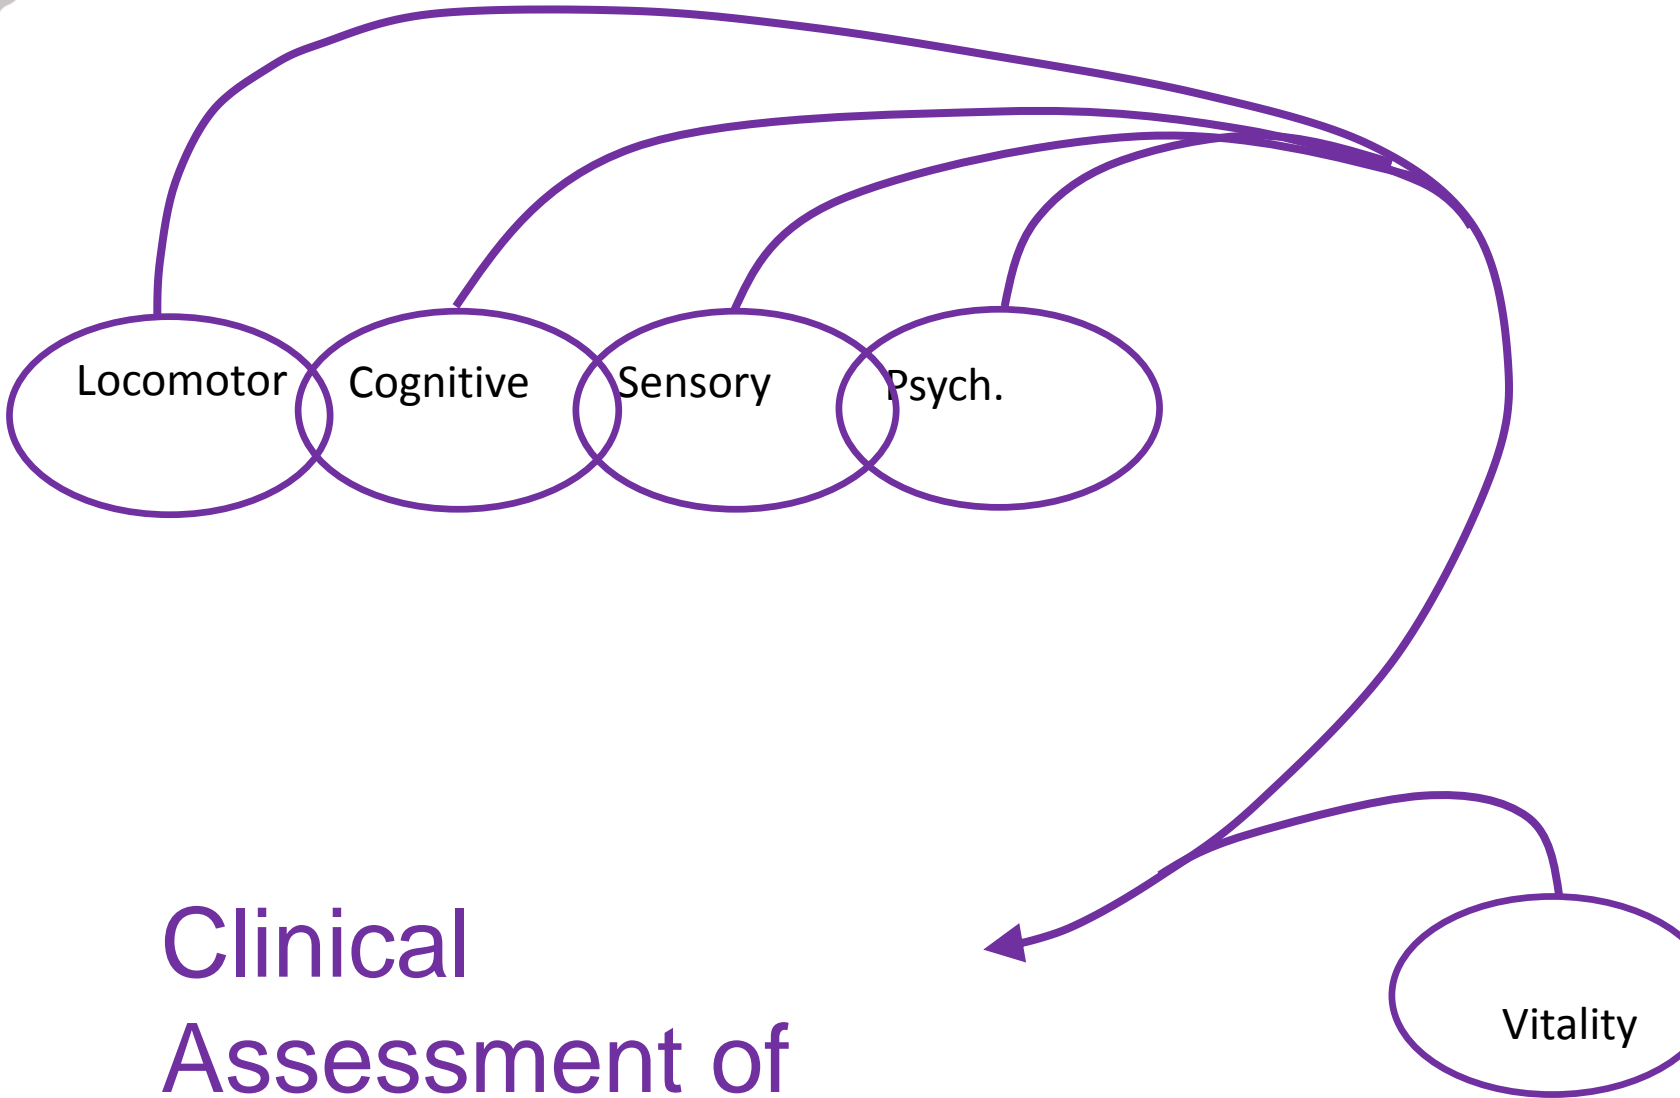 Locomotor
Cognitive
Sensory
Psych.
Clinical
Assessment of
Vitality